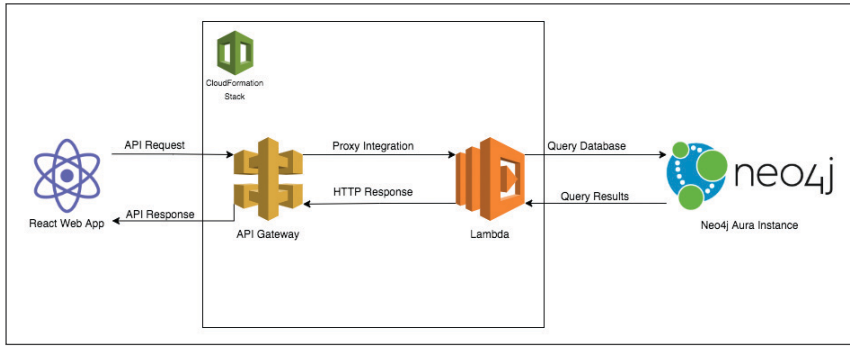 CloudFormation
Stack
API Request
Proxy Integration
Query Database
neo4j
API Response
HTTP Response
Query Results
React Web App
API Gateway
Lambda
Neo4j Aura Instance